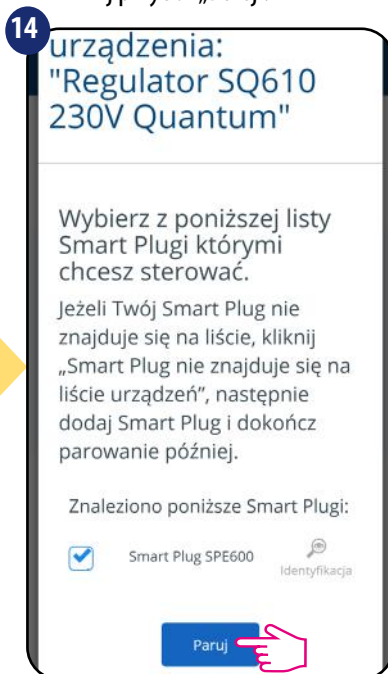 14
urządzenia:
"Regulator SQ610
230V Quantum"
Wybierz z poniższej listy
Smart Plugi którymi
chcesz sterować.
Jeżeli Twój Smart Plug nie
znajduje się na liście, kliknij
„Smart Plug nie znajduje się na
liście urządzeń”, następnie
dodaj Smart Plug i dokończ
parowanie później.
Znaleziono poniższe Smart Plugi:
Smart Plug SPE600
Identyfikacja
Paruj